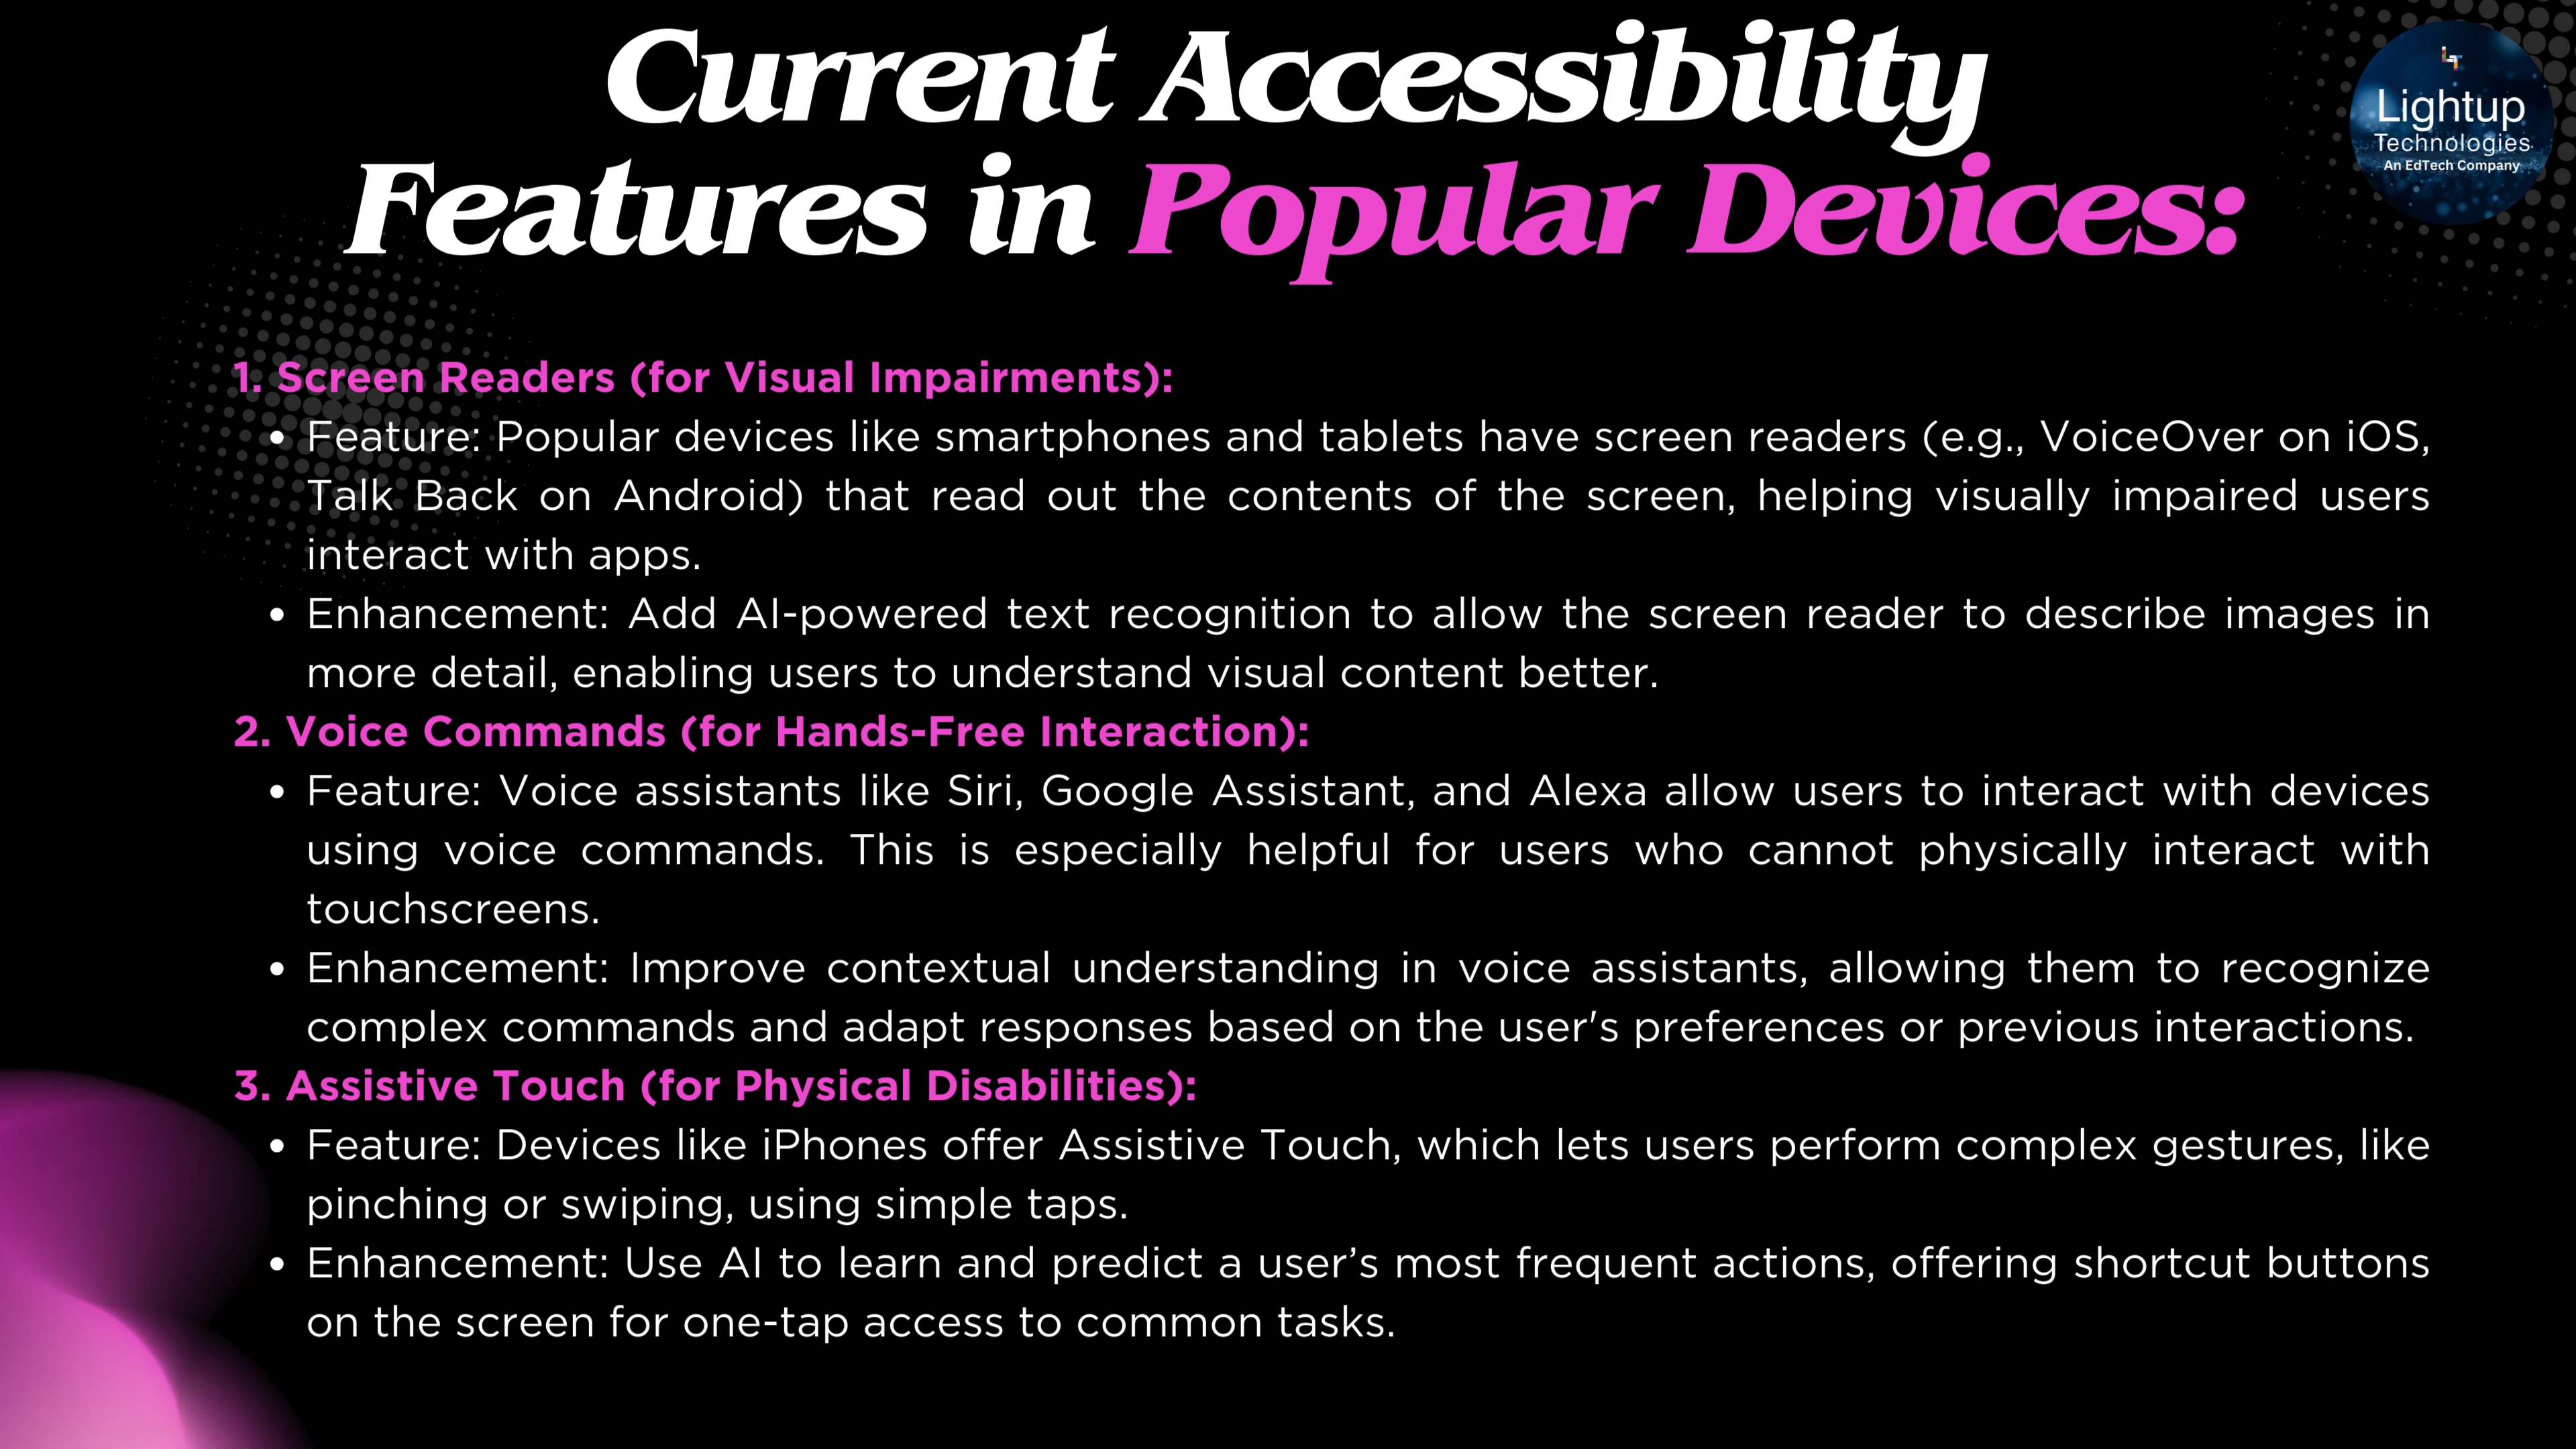 Current Accessibility
Features in Popular Devices:
Lightup
Technologies
An EdTech Company
1. Screen Readers (for Visual Impairments):
• Feature: Popular devices like smartphones and tablets have screen readers (e.g., VoiceOver on iOS,
Talk Back on Android) that read out the contents of the screen, helping visually impaired users
interact with apps.
• Enhancement: Add AI-powered text recognition to allow the screen reader to describe images in
more detail, enabling users to understand visual content better.
2. Voice Commands (for Hands-Free Interaction):
• Feature: Voice assistants like Siri, Google Assistant, and Alexa allow users to interact with devices
using voice commands. This is especially helpful for users who cannot physically interact with
touchscreens.
• Enhancement: Improve contextual understanding in voice assistants, allowing them to recognize
complex commands and adapt responses based on the user's preferences or previous interactions.
3. Assistive Touch (for Physical Disabilities):
• Feature: Devices like iPhones offer Assistive Touch, which lets users perform complex gestures, like
pinching or swiping, using simple taps.
• Enhancement: Use AI to learn and predict a user’s most frequent actions, offering shortcut buttons
on the screen for one-tap access to common tasks.